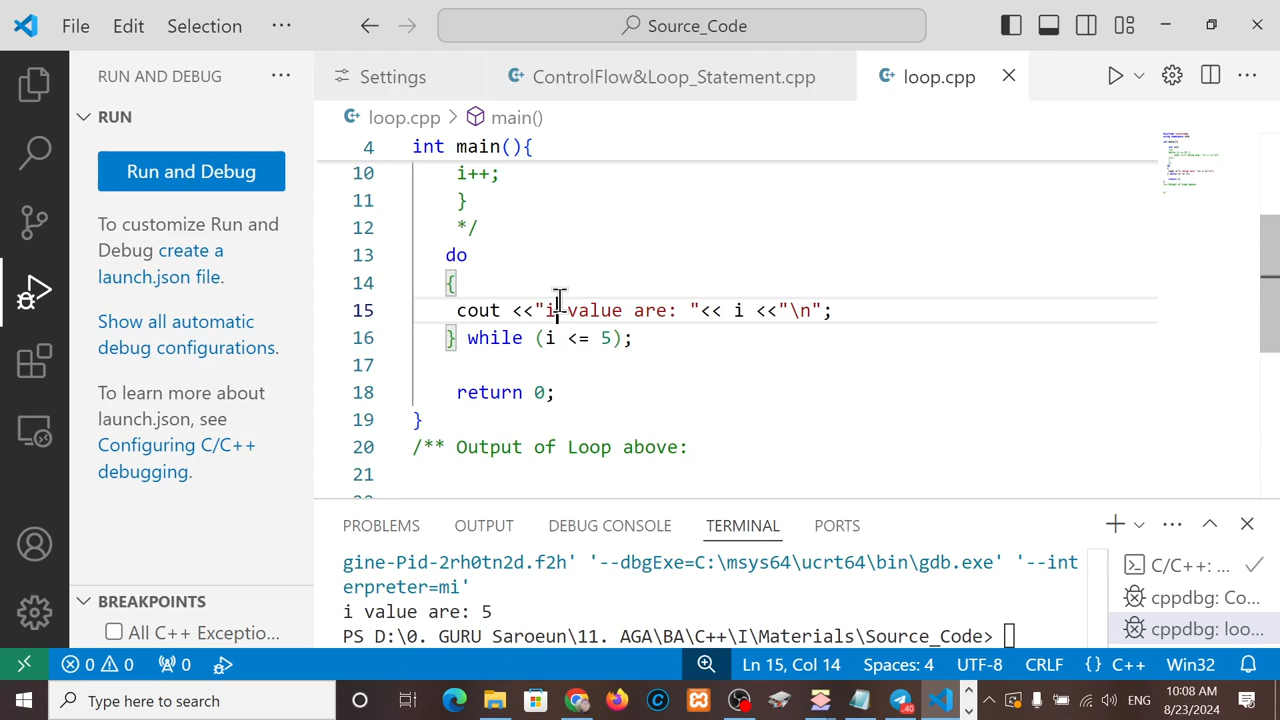 File Edit Selection ··· Source_Code
RUN AND DEBUG ··· Settings ControlFlow&Loop_Statement.cpp loop.cpp
RUN
loop.cpp > main()
Run and Debug
To customize Run and
Debug create a
launch.json file.
Show all automatic
debug configurations.
To learn more about
launch.json, see
Configuring C/C++
debugging.
BREAKPOINTS
All C++ Exceptio...
4 int main(){
10 i++;
11 }
12 */
13 do
14 {
15 cout <<"i value are: "<< i <<"\n";
16 } while (i <= 5);
17
18 return 0;
19 }
20 /** Output of Loop above:
21
PROBLEMS OUTPUT DEBUG CONSOLE TERMINAL PORTS
gine-Pid-2rh0tn2d.f2h' '--dbgExe=C:\msys64\ucrt64\bin\gdb.exe' '--int
erpreter=mi'
i value are: 5
PS D:\0. GURU Saroeun\11. AGA\BA\C++\I\Materials\Source_Code>
C/C++: ...
cppdbg: Co...
cppdbg: loo...
0 0 0 Ln 15, Col 14 Spaces: 4 UTF-8 CRLF {} C++ Win32
Type here to search
ENG
10:08 AM
8/23/2024